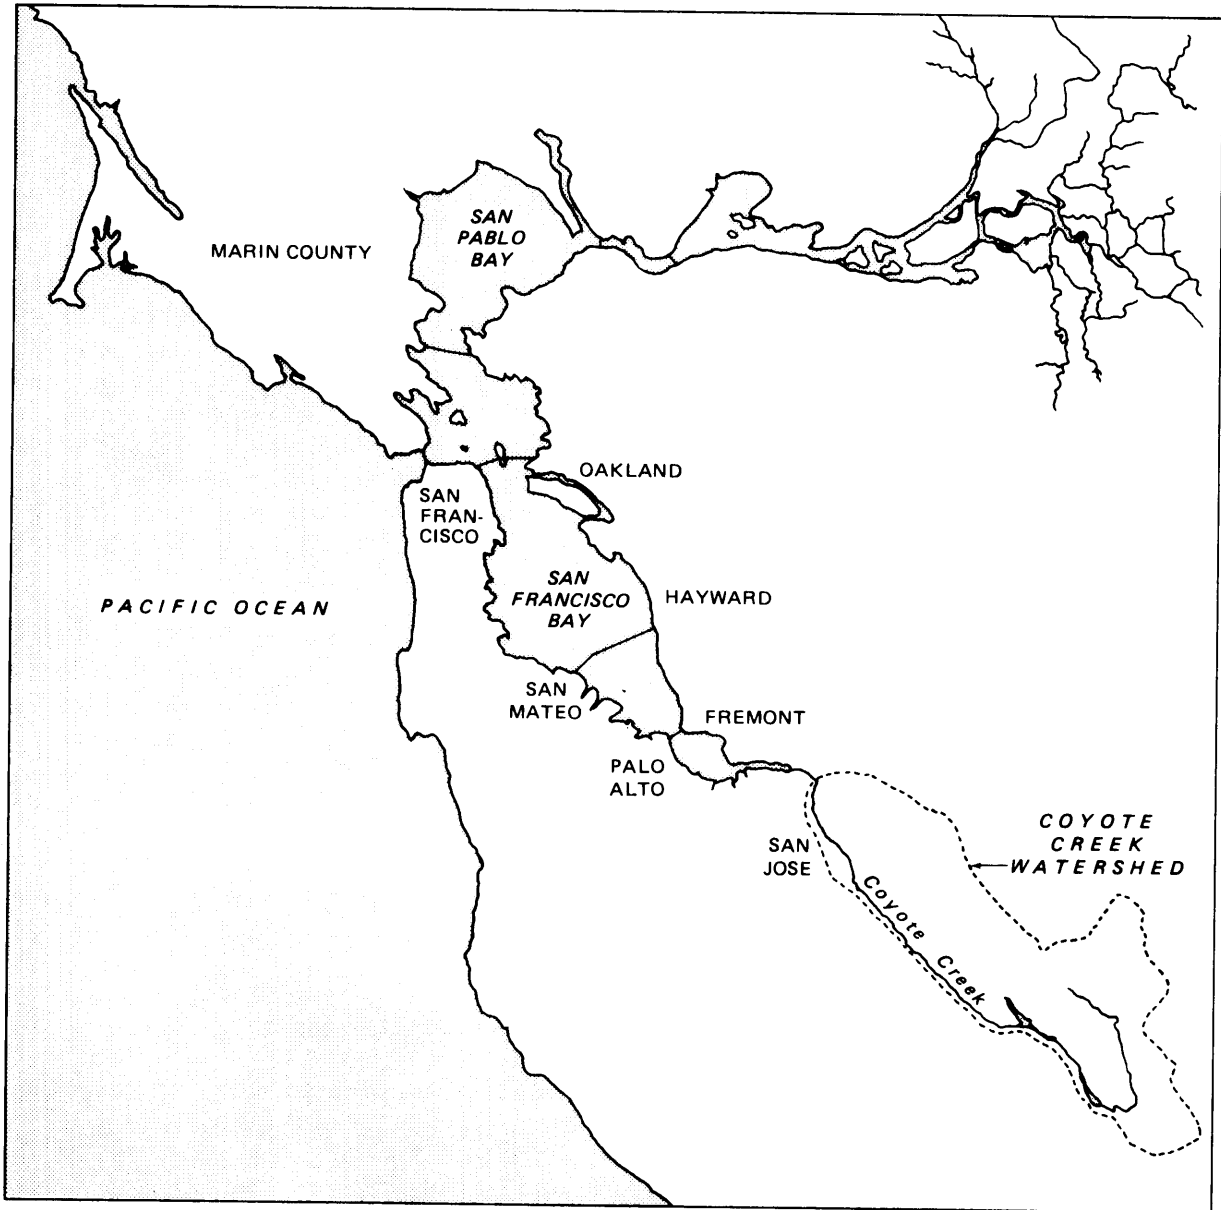 SAN
PABLO
BAY
MARIN COUNTY
OAKLAND
SAN
FRAN-
CISCO
SAN
FRANCISCO
BAY
HAYWARD
PACIFIC OCEAN
SAN
MATEO
FREMONT
PALO
ALTO
SAN
JOSE
COYOTE
CREEK
WATERSHED
Coyote Creek